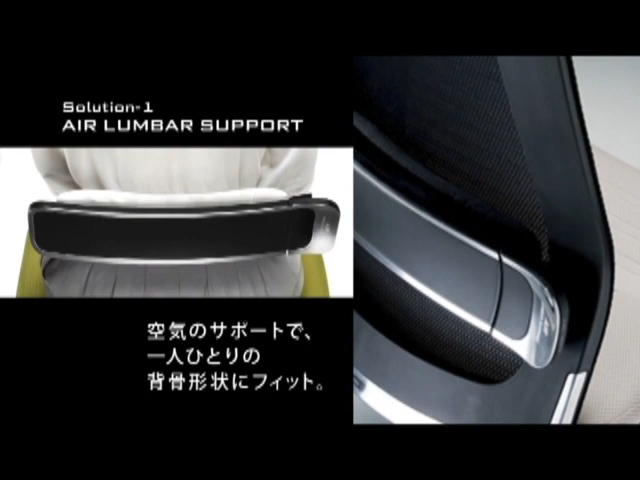 Solution-1
AIR LUMBAR SUPPORT
空気のサポートで、
一人ひとりの
背骨形状にフィット。